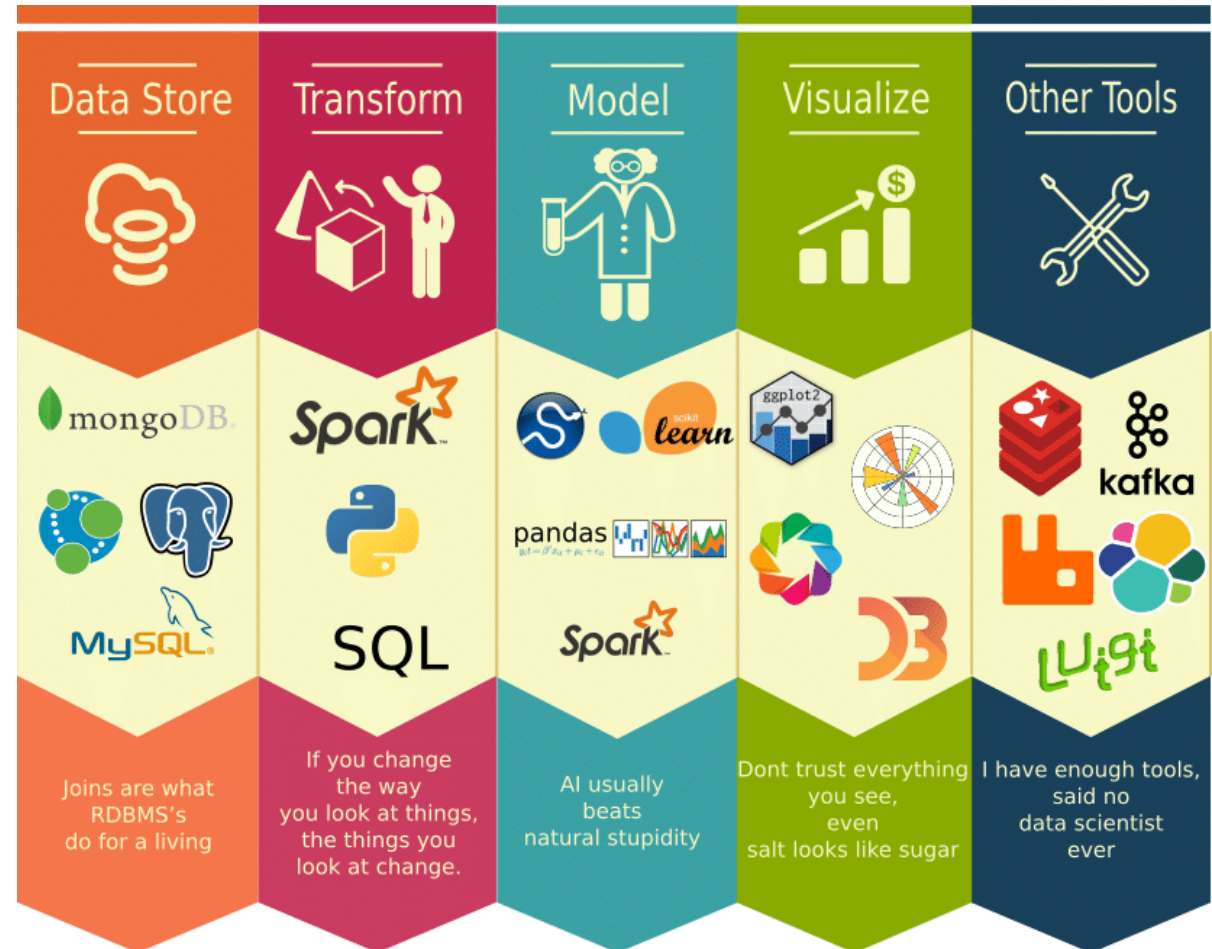 Data Store
mongoDB®
MySQL®
Joins are what
RDBMS’s
do for a living
Transform
Spark™
SQL
If you change
the way
you look at things,
the things you
look at change.
Model
scikit
learn
pandas
Spark™
AI usually
beats
natural stupidity
Visualize
$
ggplot2
D3
Dont trust everything
you see,
even
salt looks like sugar
Other Tools
kafka
Luigi
I have enough tools,
said no
data scientist
ever